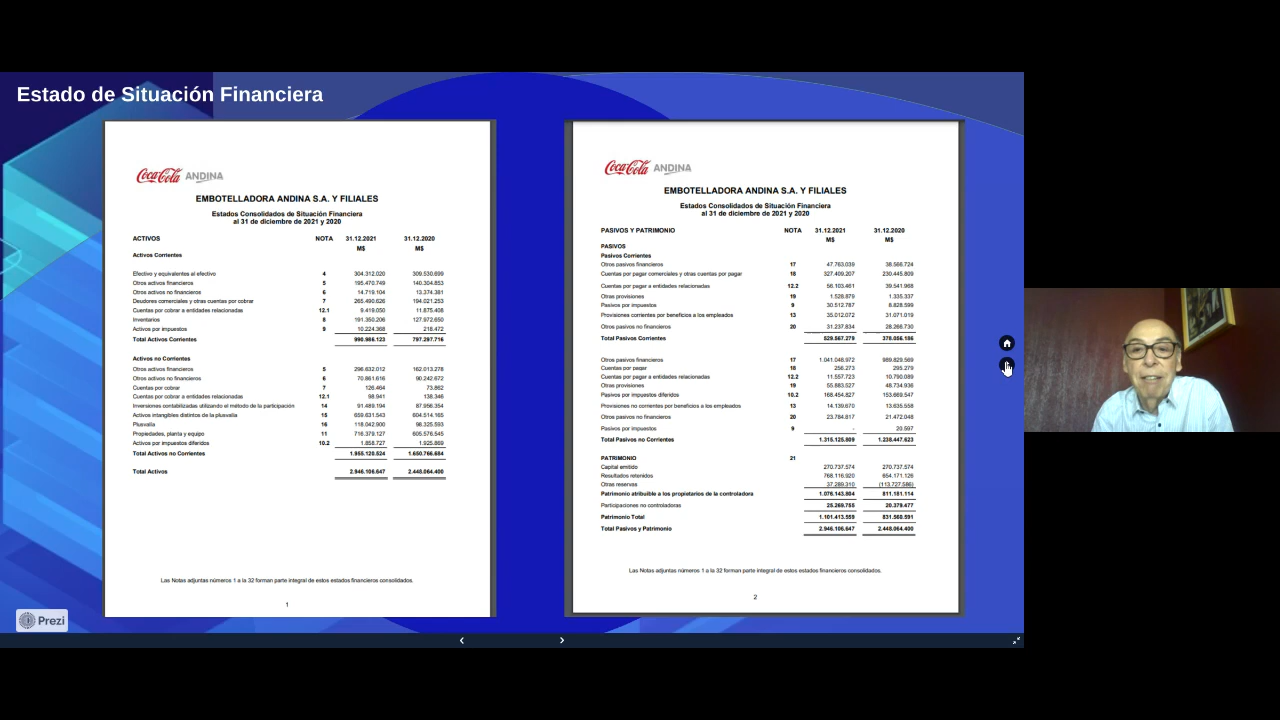 Estado de Situación Financiera
Coca-Cola ANDINA
EMBOTELLADORA ANDINA S.A. Y FILIALES
Estados Consolidados de Situación Financiera
al 31 de diciembre de 2021 y 2020
ACTIVOS NOTA 31.12.2021 31.12.2020
M$ M$
Activos Corrientes
Efectivo y equivalentes al efectivo 4 304.312.020 309.530.699
Otros activos financieros 5 195.470.749 140.304.853
Otros activos no financieros 6 14.719.104 13.374.381
Deudores comerciales y otras cuentas por cobrar 7 265.490.626 194.021.253
Cuentas por cobrar a entidades relacionadas 12.1 9.419.050 11.875.408
Inventarios 8 191.350.206 127.972.650
Activos por impuestos 9 10.224.368 218.472
Total Activos Corrientes 990.986.123 797.297.716
Activos no Corrientes
Otros activos financieros 5 296.632.012 162.013.278
Otros activos no financieros 6 70.861.616 90.242.672
Cuentas por cobrar 7 126.464 73.862
Cuentas por cobrar a entidades relacionadas 12.1 98.941 138.346
Inversiones contabilizadas utilizando el método de la participación 14 91.489.194 87.956.354
Activos intangibles distintos de la plusvalía 15 659.631.543 604.514.165
Plusvalía 16 118.042.900 98.325.593
Propiedades, planta y equipo 11 716.379.127 605.576.545
Activos por impuestos diferidos 10.2 1.858.727 1.925.869
Total Activos no Corrientes 1.955.120.524 1.650.766.684
Total Activos 2.946.106.647 2.448.064.400
Las Notas adjuntas números 1 a la 32 forman parte integral de estos estados financieros consolidados.
1
Coca-Cola ANDINA
EMBOTELLADORA ANDINA S.A. Y FILIALES
Estados Consolidados de Situación Financiera
al 31 de diciembre de 2021 y 2020
PASIVOS Y PATRIMONIO NOTA 31.12.2021 31.12.2020
M$ M$
PASIVOS
Pasivos Corrientes
Otros pasivos financieros 17 47.763.039 38.566.724
Cuentas por pagar comerciales y otras cuentas por pagar 18 327.409.207 230.445.809
Cuentas por pagar a entidades relacionadas 12.2 56.103.461 39.541.968
Otras provisiones 19 1.528.879 1.335.337
Pasivos por impuestos 9 30.512.787 8.828.599
Provisiones corrientes por beneficios a los empleados 13 35.012.072 31.071.019
Otros pasivos no financieros 20 31.237.834 28.266.730
Total Pasivos Corrientes 529.567.279 378.056.186
Otros pasivos financieros 17 1.041.048.972 989.829.569
Cuentas por pagar 18 256.273 295.279
Cuentas por pagar a entidades relacionadas 12.2 11.557.723 10.790.089
Otras provisiones 19 55.883.527 48.734.936
Pasivos por impuestos diferidos 10.2 168.454.827 153.669.547
Provisiones no corrientes por beneficios a los empleados 13 14.139.670 13.635.558
Otros pasivos no financieros 20 23.784.817 21.472.048
Pasivos por impuestos 9 - 20.597
Total Pasivos no Corrientes 1.315.125.809 1.238.447.623
PATRIMONIO 21
Capital emitido 270.737.574 270.737.574
Resultados retenidos 768.116.920 654.171.126
Otras reservas 37.289.310 (113.727.586)
Patrimonio atribuible a los propietarios de la controladora 1.076.143.804 811.181.114
Participaciones no controladoras 25.269.755 20.379.477
Patrimonio Total 1.101.413.559 831.560.591
Total Pasivos y Patrimonio 2.946.106.647 2.448.064.400
Las Notas adjuntas números 1 a la 32 forman parte integral de estos estados financieros consolidados.
2
Prezi